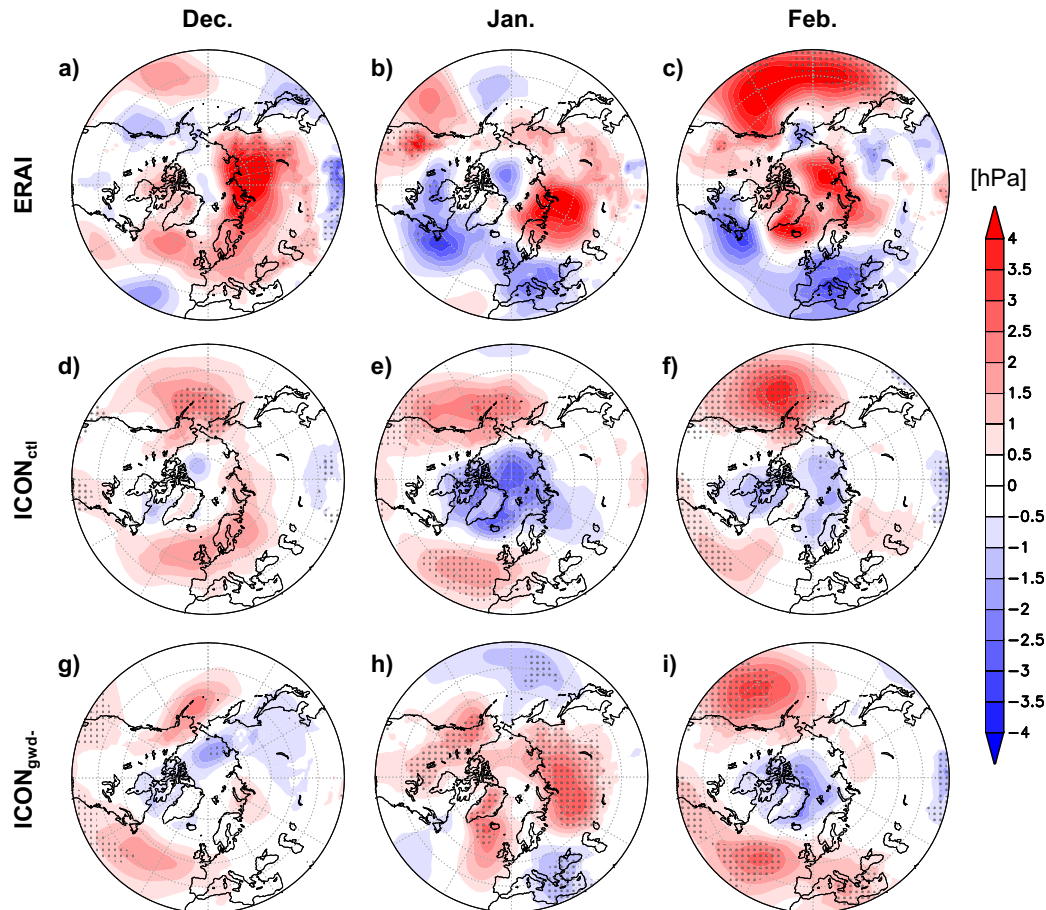 Dec. Jan. Feb.
a) b) c)
ERAI
[hPa]
d) e) f)
ICONctl
g) h) i)
ICONgwd-
4
3.5
3
2.5
2
1.5
1
0.5
0
−0.5
−1
−1.5
−2
−2.5
−3
−3.5
−4